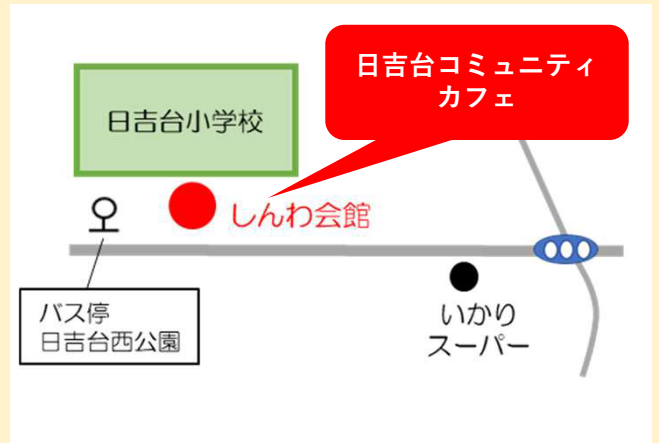 日吉台コミュニティ
カフェ
日吉台小学校
しんわ会館
バス停
日吉台西公園
いかり
スーパー